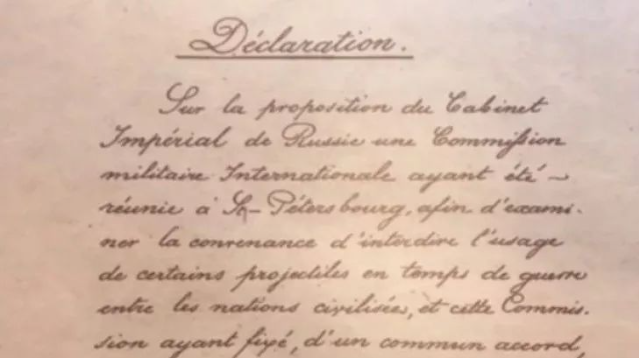 Déclaration.
Sur la proposition du Cabinet
Impérial de Russie une Commission
militaire Internationale ayant été ~
réunie à St-Pétersbourg, afin d'exami-
ner la convenance d'interdire l'usage
de certains projectiles en temps de guerre
entre les nations civilisée, et cette Commis-
sion ayant fixé, d'un commun accord,